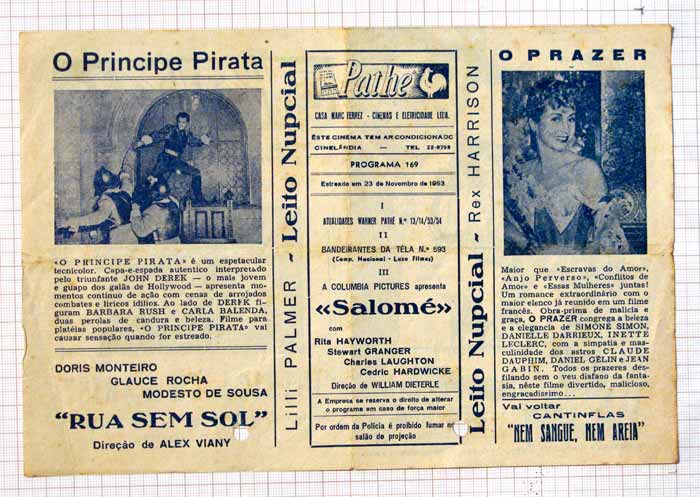 O Principe Pirata
«O PRINCIPE PIRATA» é um espetacular
tecnicolor. Capa-e-espada autentico interpretado
pelo triunfante JOHN DEREK — o mais jovem
e guapo dos galãs de Hollywood — apresenta mo-
mentos continuo de ação com cenas de arrojados
combates e líricos idilios. Ao lado de DERFK fi-
guram BARBARA RUSH e CARLA BALENDA,
duas perolas de candura e beleza. Filme para
platéias populares, «O PRINCIPE PIRATA» vai
causar sensação quando for estreado.
DORIS MONTEIRO
GLAUCE ROCHA
MODESTO DE SOUSA
"RUA SEM SOL"
Direção de ALEX VIANY
Lilli PALMER - Leito Nupcial
Pathé
CASA MARC FERREZ - CINEMAS E ELETRICIDADE LTDA.
ÉSTE CINEMA TEM AR CONDICIONADO
CINELÂNDIA — TEL. 22-8795
PROGRAMA 169
Estreado em 23 de Novembro de 1953
I
ATUALIDADES WARNER PATHÉ N.º 13/14/53/54
II
BANDEIRANTES DA TÉLA N.º 593
(Comp. Nacional - Luxo Filmes)
III
A COLUMBIA PICTURES apresenta
«Salomé»
com
Rita HAYWORTH
Stewart GRANGER
Charles LAUGHTON
Cedric HARDWICKE
Direção de WILLIAM DIETERLE
A Empresa se reserva o direito de alterar
o programa em caso de força maior
Por ordem da Polícia é proibido fumar no
salão de projeção
Leito Nupcial - Rex HARRISON
O PRAZER
Maior que «Escravas do Amor»,
«Anjo Perverso», «Conflitos de
Amor» e «Essas Mulheres» juntas!
Um romance extraordinário com o
maior elenco já reunido em um filme
francês. Obra-prima de malicia e
graça, O PRAZER congrega a beleza
e a elegancia de SIMONE SIMON,
DANIELLE DARRIEUX, INETTE
LECLERC, com a simpatia e mas-
culinidade dos astros CLAUDE
DAUPHIM, DANIEL GÉLIN e JEAN
GABIN. Todos os prazeres des-
filando sem o veu disfano da fanta-
sia, nêste filme divertido, malicioso,
engracadissimo...
Vai voltar
CANTINFLAS
"NEM SANGUE, NEM AREIA"